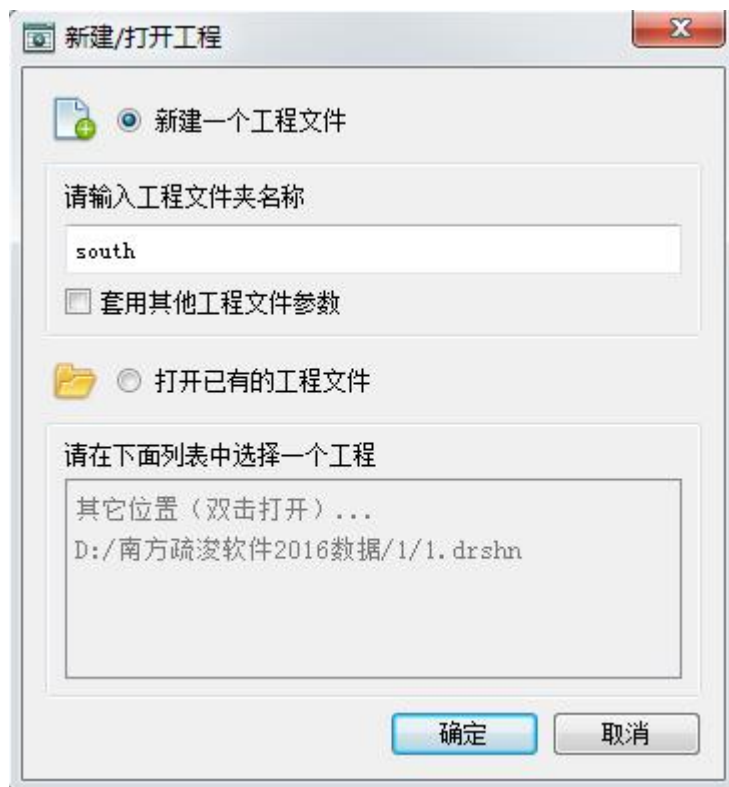 新建/打开工程
新建一个工程文件
请输入工程文件夹名称
south
套用其他工程文件参数
打开已有的工程文件
请在下面列表中选择一个工程
其它位置（双击打开）...
D:/南方疏浚软件2016数据/1/1.drshn
确定
取消